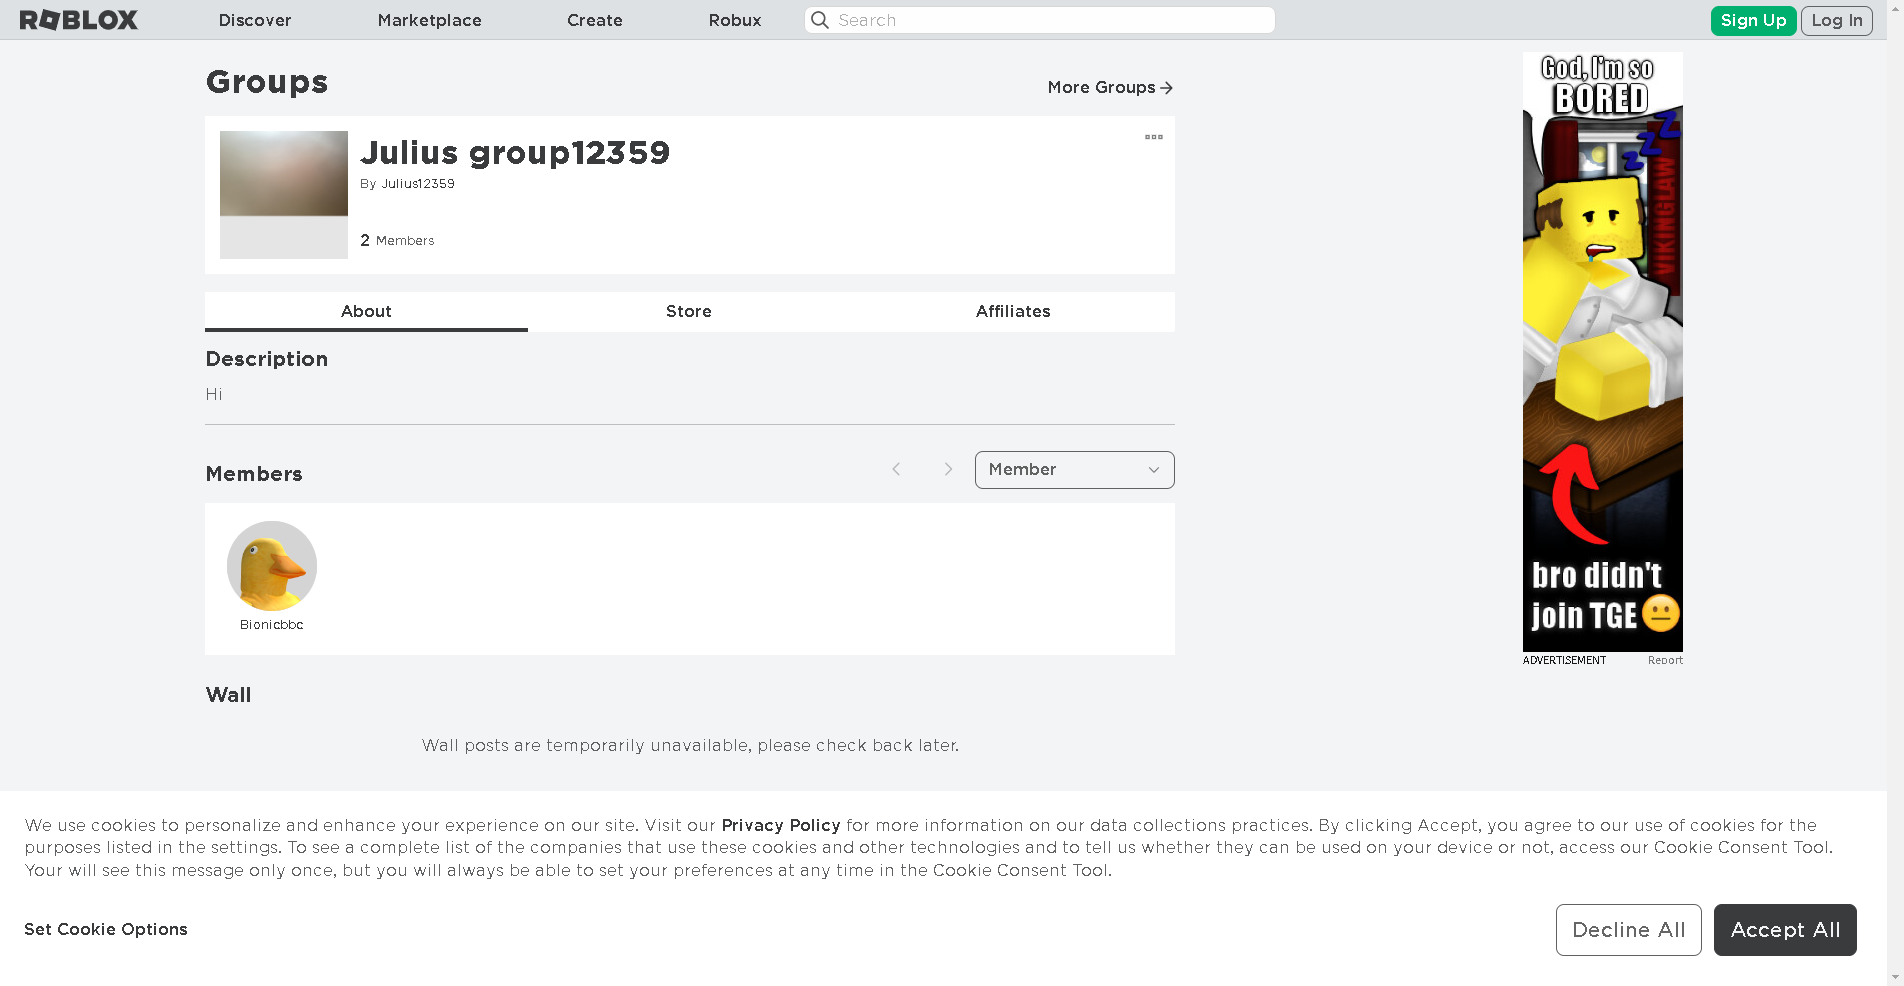 ROBLOX Discover Marketplace Create Robux Search Sign Up Log In
Groups
More Groups
Julius group12359
By Julius12359
2 Members
About Store Affiliates
Description
Hi
Members
Member
Bionicbbc
Wall
Wall posts are temporarily unavailable, please check back later.
God, I'm so
BORED
zzz
VIKINGLAW
bro didn't
join TGE
ADVERTISEMENT Report
We use cookies to personalize and enhance your experience on our site. Visit our Privacy Policy for more information on our data collections practices. By clicking Accept, you agree to our use of cookies for the
purposes listed in the settings. To see a complete list of the companies that use these cookies and other technologies and to tell us whether they can be used on your device or not, access our Cookie Consent Tool.
Your will see this message only once, but you will always be able to set your preferences at any time in the Cookie Consent Tool.
Set Cookie Options
Decline All Accept All